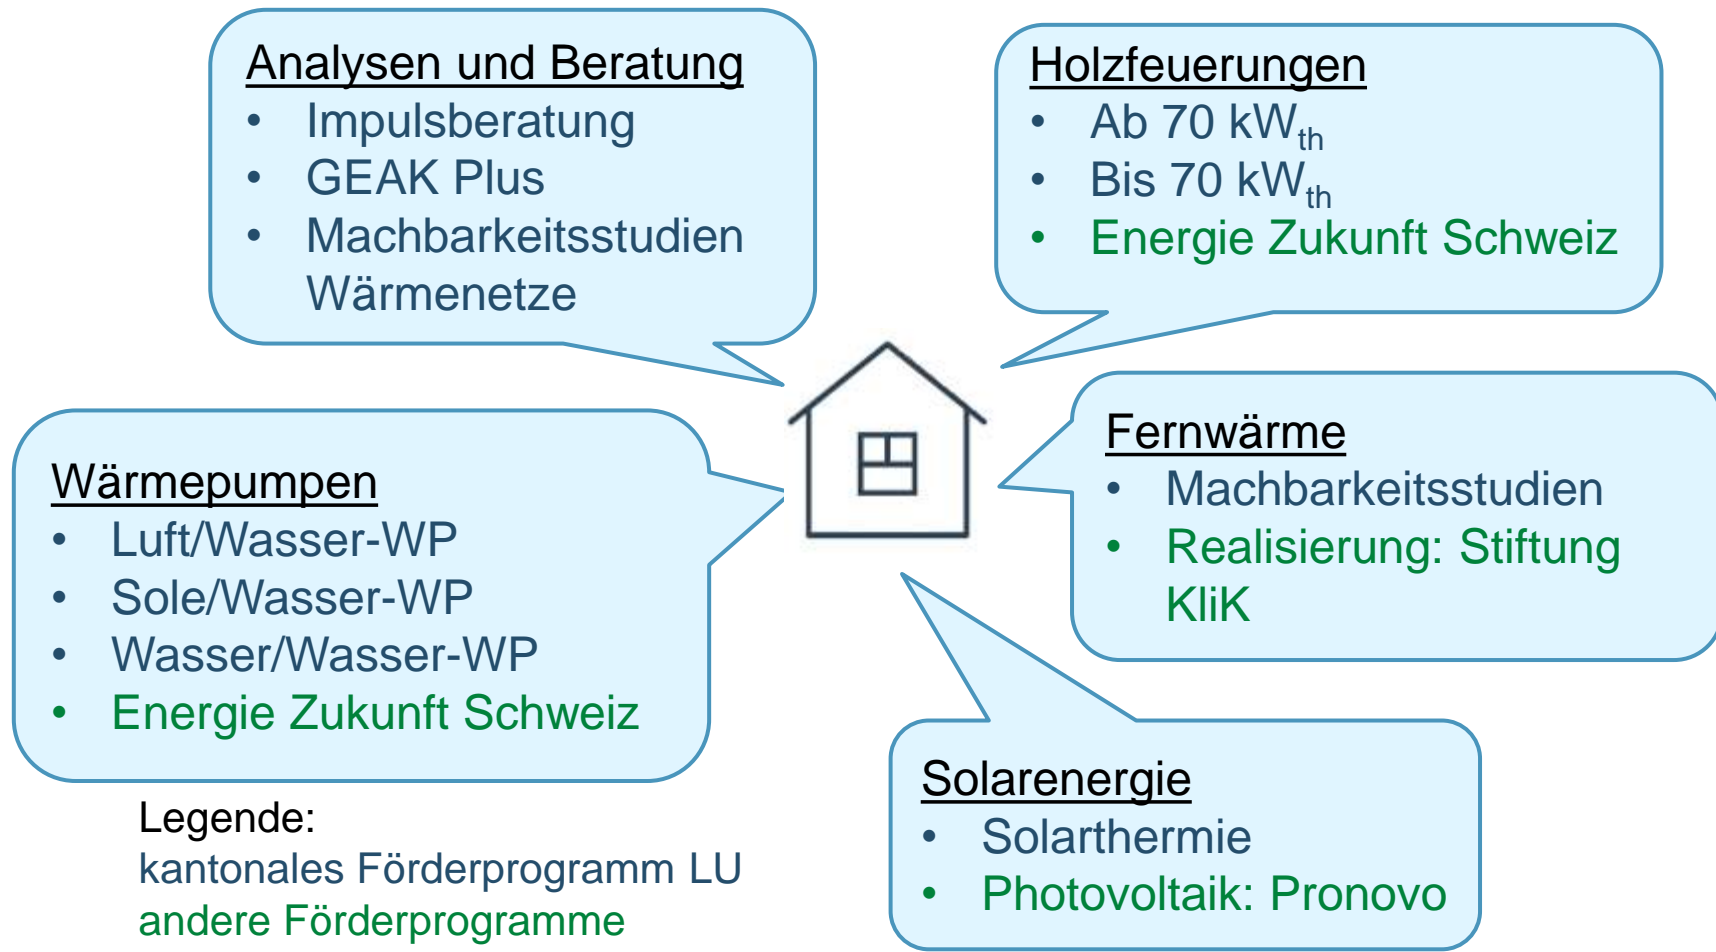 Analysen und Beratung
• Impulsberatung
• GEAK Plus
• Machbarkeitsstudien
Wärmenetze
Holzfeuerungen
• Ab 70 kWth
• Bis 70 kWth
• Energie Zukunft Schweiz
Wärmepumpen
• Luft/Wasser-WP
• Sole/Wasser-WP
• Wasser/Wasser-WP
• Energie Zukunft Schweiz
Fernwärme
• Machbarkeitsstudien
• Realisierung: Stiftung
KliK
Solarenergie
• Solarthermie
• Photovoltaik: Pronovo
Legende:
kantonales Förderprogramm LU
andere Förderprogramme